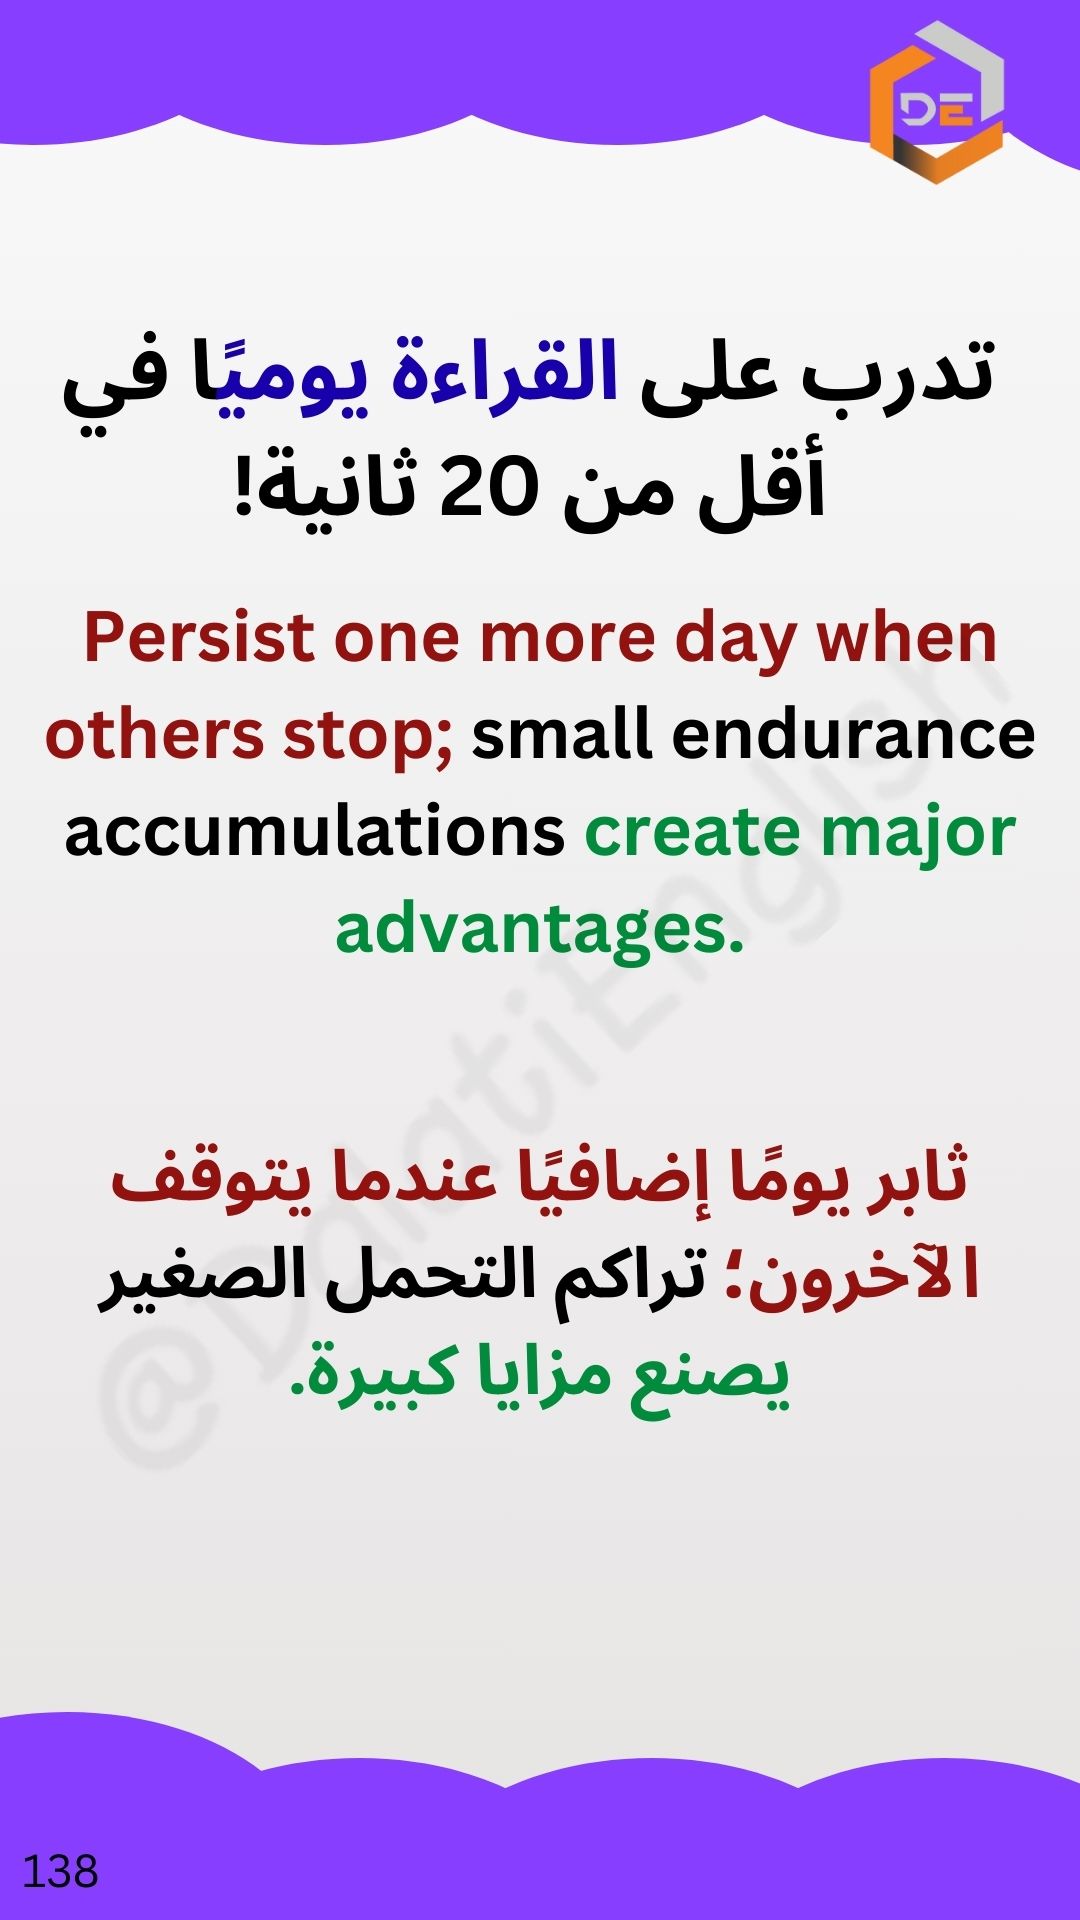 DE
تدرب على القراءة يوميًا في
أقل من 20 ثانية!
Persist one more day when
others stop; small endurance
accumulations create major
advantages.
ثابر يومًا إضافيًا عندما يتوقف
الآخرون؛ تراكم التحمل الصغير
يصنع مزايا كبيرة.
@DalatiEnglish
138